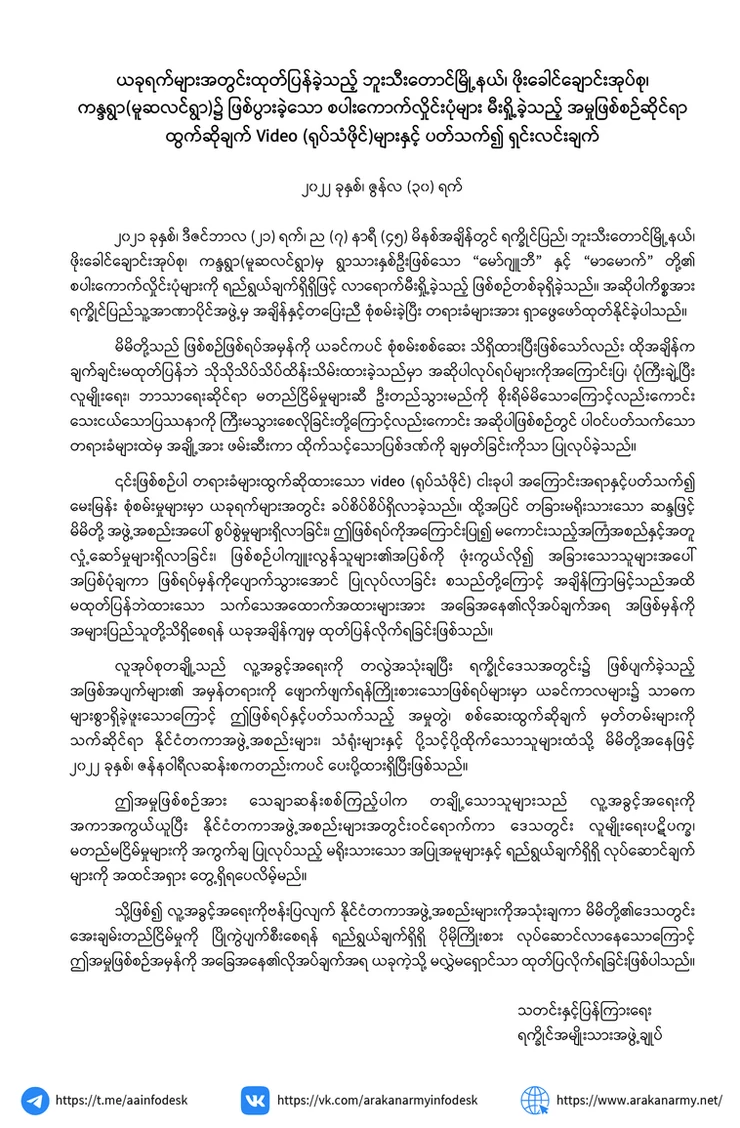 ယခုရက်များအတွင်းထုတ်ပြန်ခဲ့သည့် ဘူးသီးတောင်မြို့နယ်၊ ဖိုးခေါင်ချောင်းအုပ်စု၊
ကန္ဒရွာ(မူဆလင်ရွာ)၌ ဖြစ်ပွားခဲ့သော စပါးကောက်လှိုင်းပုံများ မီးရှို့ခဲ့သည့် အမှုဖြစ်စဉ်ဆိုင်ရာ
ထွက်ဆိုချက် Video (ရုပ်သံဖိုင်)များနှင့် ပတ်သက်၍ ရှင်းလင်းချက်
၂၀၂၂ ခုနှစ်၊ ဇွန်လ (၃၀) ရက်
၂၀၂၁ ခုနှစ်၊ ဒီဇင်ဘာလ (၂၁) ရက်၊ ည (၇) နာရီ (၄၅) မိနစ်အချိန်တွင် ရက္ခိုင်ပြည်၊ ဘူးသီးတောင်မြို့နယ်၊
ဖိုးခေါင်ချောင်းအုပ်စု၊ ကန္ဒရွာ(မူဆလင်ရွာ)မှ ရွာသားနှစ်ဦးဖြစ်သော “မော်ဂျူဘီ” နှင့် “မာမောက်” တို့၏
စပါးကောက်လှိုင်းပုံများကို ရည်ရွယ်ချက်ရှိရှိဖြင့် လာရောက်မီးရှို့ခဲ့သည့် ဖြစ်စဉ်တစ်ခုရှိခဲ့သည်။ အဆိုပါကိစ္စအား
ရက္ခိုင်ပြည်သူ့အာဏာပိုင်အဖွဲ့မှ အချိန်နှင့်တပြေးညီ စုံစမ်းခဲ့ပြီး တရားခံများအား ရှာဖွေဖော်ထုတ်နိုင်ခဲ့ပါသည်။
မိမိတို့သည် ဖြစ်စဉ်ဖြစ်ရပ်အမှန်ကို ယခင်ကပင် စုံစမ်းစစ်ဆေး သိရှိထားပြီးဖြစ်သော်လည်း ထိုအချိန်က
ချက်ချင်းမထုတ်ပြန်ဘဲ သိုသိုသိပ်သိပ်ထိန်းသိမ်းထားခဲ့သည်မှာ အဆိုပါလုပ်ရပ်များကိုအကြောင်းပြ၊ ပုံကြီးချဲ့ပြီး
လူမျိုးရေး၊ ဘာသာရေးဆိုင်ရာ မတည်ငြိမ်မှုများဆီ ဦးတည်သွားမည်ကို စိုးရိမ်မိသောကြောင့်လည်းကောင်း
သေးငယ်သောပြဿနာကို ကြီးမသွားစေလိုခြင်းတို့ကြောင့်လည်းကောင်း အဆိုပါဖြစ်စဉ်တွင် ပါဝင်ပတ်သက်သော
တရားခံများထဲမှ အချို့အား ဖမ်းဆီးကာ ထိုက်သင့်သောပြစ်ဒဏ်ကို ချမှတ်ခြင်းကိုသာ ပြုလုပ်ခဲ့သည်။
၎င်းဖြစ်စဉ်ပါ တရားခံများထွက်ဆိုထားသော video (ရုပ်သံဖိုင်) ငါးခုပါ အကြောင်းအရာနှင့်ပတ်သက်၍
မေးမြန်း စုံစမ်းမှုများမှာ ယခုရက်များအတွင်း ခပ်စိပ်စိပ်ရှိလာခဲ့သည်။ ထို့အပြင် တခြားမရိုးသားသော ဆန္ဒဖြင့်
မိမိတို့ အဖွဲ့အစည်းအပေါ် စွပ်စွဲမှုများရှိလာခြင်း၊ ဤဖြစ်ရပ်ကိုအကြောင်းပြု၍ မကောင်းသည့်အကြံအစည်နှင့်အတူ
လှုံ့ဆော်မှုများရှိလာခြင်း၊ ဖြစ်စဉ်ပါကျူးလွန်သူများ၏အပြစ်ကို ဖုံးကွယ်လို၍ အခြားသောသူများအပေါ်
အပြစ်ပုံချကာ ဖြစ်ရပ်မှန်ကိုပျောက်သွားအောင် ပြုလုပ်လာခြင်း စသည်တို့ကြောင့် အချိန်ကြာမြင့်သည်အထိ
မထုတ်ပြန်ဘဲထားသော သက်သေအထောက်အထားများအား အခြေအနေ၏လိုအပ်ချက်အရ အဖြစ်မှန်ကို
အများပြည်သူတို့သိရှိစေရန် ယခုအချိန်ကျမှ ထုတ်ပြန်လိုက်ရခြင်းဖြစ်သည်။
လူအုပ်စုတချို့သည် လူ့အခွင့်အရေးကို တလွဲအသုံးချပြီး ရက္ခိုင်ဒေသအတွင်း၌ ဖြစ်ပျက်ခဲ့သည့်
အဖြစ်အပျက်များ၏ အမှန်တရားကို ဖျောက်ဖျက်ရန်ကြိုးစားသောဖြစ်ရပ်များမှာ ယခင်ကာလများ၌ သာဓက
များစွာရှိခဲ့ဖူးသောကြောင့် ဤဖြစ်ရပ်နှင့်ပတ်သက်သည့် အမှုတွဲ၊ စစ်ဆေးထွက်ဆိုချက် မှတ်တမ်းများကို
သက်ဆိုင်ရာ နိုင်ငံတကာအဖွဲ့အစည်းများ၊ သံရုံးများနှင့် ပို့သင့်ပို့ထိုက်သောသူများထံသို့ မိမိတို့အနေဖြင့်
၂၀၂၂ ခုနှစ်၊ ဇန်နဝါရီလဆန်းစကတည်းကပင် ပေးပို့ထားရှိပြီးဖြစ်သည်။
ဤအမှုဖြစ်စဉ်အား သေချာဆန်းစစ်ကြည့်ပါက တချို့သောသူများသည် လူ့အခွင့်အရေးကို
အကာအကွယ်ယူပြီး နိုင်ငံတကာအဖွဲ့အစည်းများအတွင်းဝင်ရောက်ကာ ဒေသတွင်း လူမျိုးရေးပဋိပက္ခ၊
မတည်မငြိမ်မှုများကို အကွက်ချ ပြုလုပ်သည့် မရိုးသားသော အပြုအမူများနှင့် ရည်ရွယ်ချက်ရှိရှိ လုပ်ဆောင်ချက်
များကို အထင်အရှား တွေ့ရှိရပေလိမ့်မည်။
သို့ဖြစ်၍ လူ့အခွင့်အရေးကိုဗန်းပြလျက် နိုင်ငံတကာအဖွဲ့အစည်းများကိုအသုံးချကာ မိမိတို့၏ဒေသတွင်း
အေးချမ်းတည်ငြိမ်မှုကို ပြိုကွဲပျက်စီးစေရန် ရည်ရွယ်ချက်ရှိရှိ ပိုမိုကြိုးစား လုပ်ဆောင်လာနေသောကြောင့်
ဤအမှုဖြစ်စဉ်အမှန်ကို အခြေအနေ၏လိုအပ်ချက်အရ ယခုကဲ့သို့ မလွှဲမရှောင်သာ ထုတ်ပြလိုက်ရခြင်းဖြစ်ပါသည်။
သတင်းနှင့်ပြန်ကြားရေး
ရက္ခိုင်အမျိုးသားအဖွဲ့ချုပ်
https://t.me/aainfodesk https://vk.com/arakanarmyinfodesk https://www.arakanarmy.net/